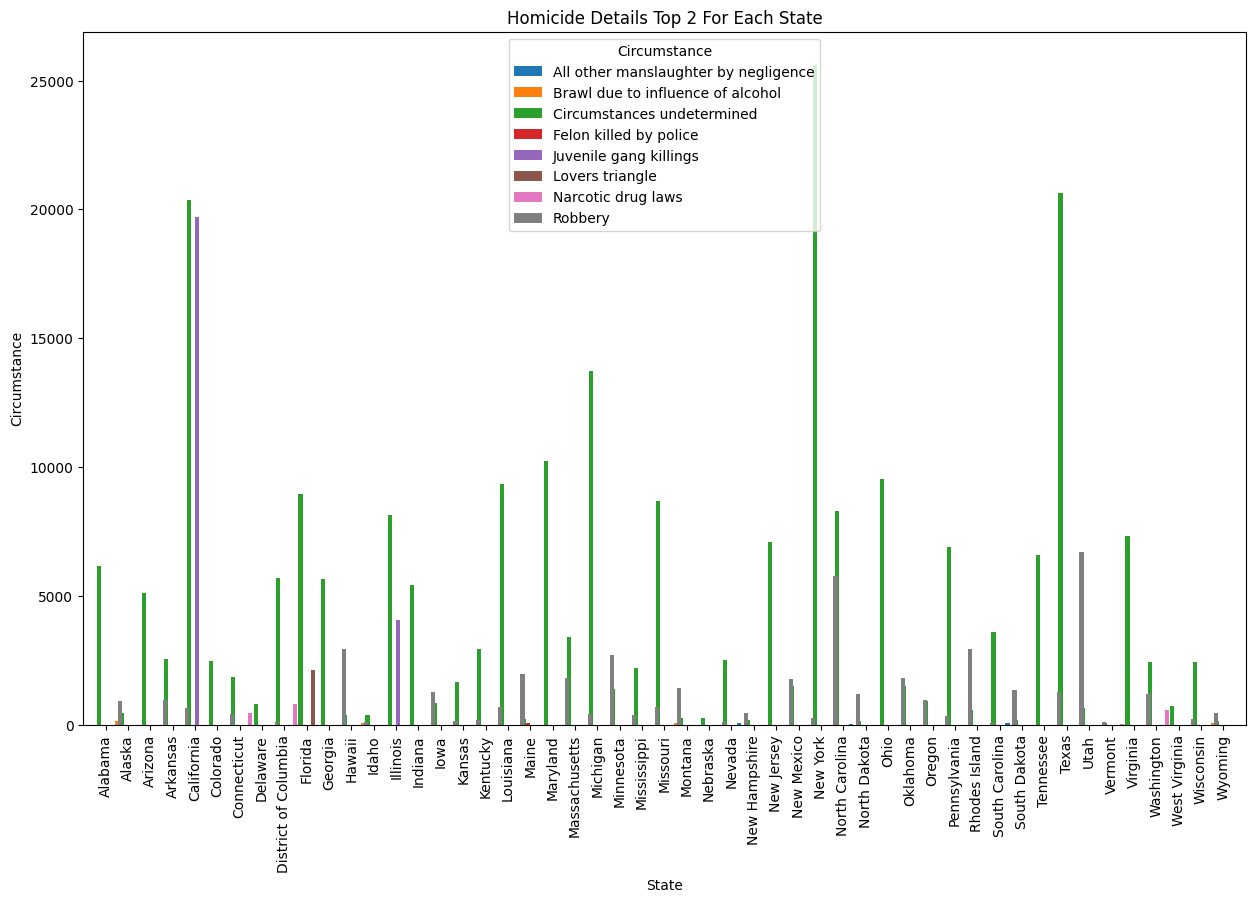 Homicide Details Top 2 For Each State
Circumstance
All other manslaughter by negligence
Brawl due to influence of alcohol
Circumstances undetermined
Felon killed by police
Juvenile gang killings
Lovers triangle
Narcotic drug laws
Robbery
25000
20000
15000
10000
5000
0
Circumstance
Alabama
Alaska
Arizona
Arkansas
California
Colorado
Connecticut
Delaware
District of Columbia
Florida
Georgia
Hawaii
Idaho
Illinois
Indiana
Iowa
Kansas
Kentucky
Louisiana
Maine
Maryland
Massachusetts
Michigan
Minnesota
Mississippi
Missouri
Montana
Nebraska
Nevada
New Hampshire
New Jersey
New Mexico
New York
North Carolina
North Dakota
Ohio
Oklahoma
Oregon
Pennsylvania
Rhodes Island
South Carolina
South Dakota
Tennessee
Texas
Utah
Vermont
Virginia
Washington
West Virginia
Wisconsin
Wyoming
State